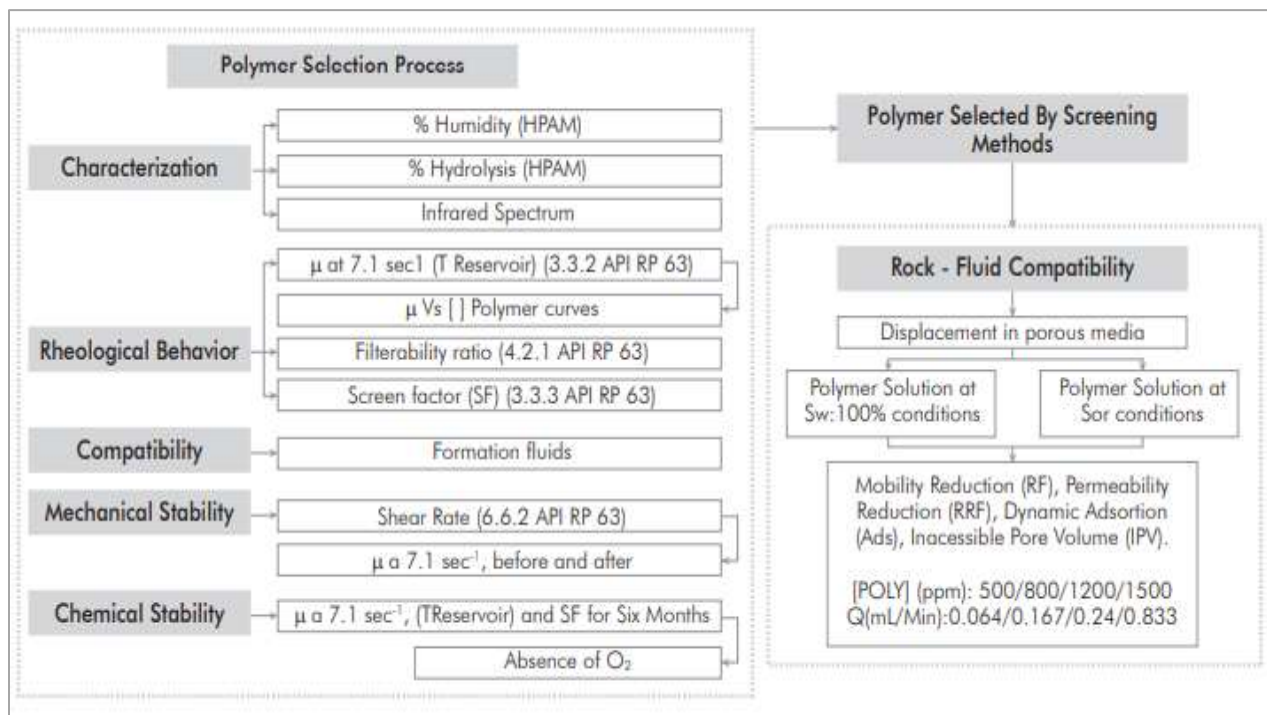 Polymer Selection Process
Characterization
% Humidity (HPAM)
% Hydrolysis (HPAM)
Infrared Spectrum
Rheological Behavior
μ at 7.1 sec1 (T Reservoir) (3.3.2 API RP 63)
μ Vs [ ] Polymer curves
Filterability ratio (4.2.1 API RP 63)
Screen factor (SF) (3.3.3 API RP 63)
Compatibility
Formation fluids
Mechanical Stability
Shear Rate (6.6.2 API RP 63)
μ a 7.1 sec⁻¹, before and after
Chemical Stability
μ a 7.1 sec⁻¹, (TReservoir) and SF for Six Months
Absence of O₂
Polymer Selected By Screening
Methods
Rock - Fluid Compatibility
Displacement in porous media
Polymer Solution at
Sw:100% conditions
Polymer Solution at
Sor conditions
Mobility Reduction (RF), Permeability
Reduction (RRF), Dynamic Adsortion
(Ads), Inacessible Pore Volume (IPV).
[POLY] (ppm): 500/800/1200/1500
Q(mL/Min):0.064/0.167/0.24/0.833